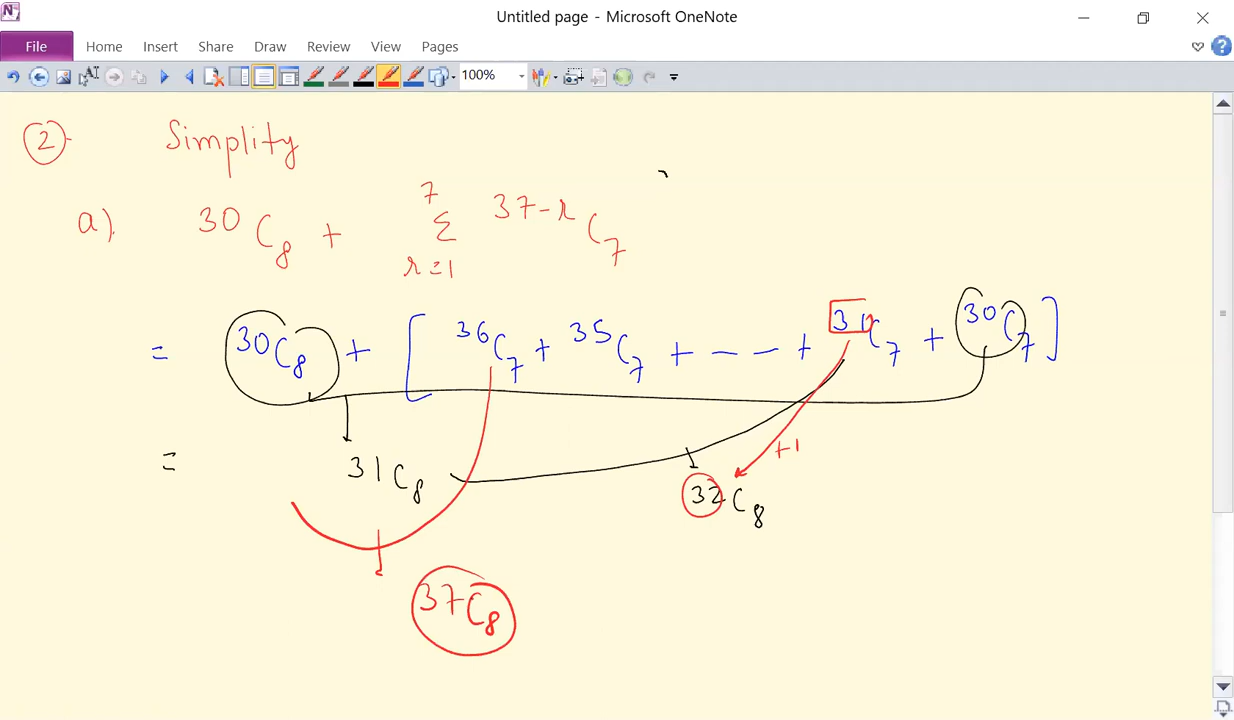 Untitled page - Microsoft OneNote
File Home Insert Share Draw Review View Pages
100%
② Simplify
a). ³⁰C₈ + Σ_{r=1}^{7} ³⁷⁻ʳC₇
= ³⁰C₈ + [ ³⁶C₇ + ³⁵C₇ + - - - + ³¹C₇ + ³⁰C₇ ]
+1
= ³¹C₈ ³²C₈
³⁷C₈